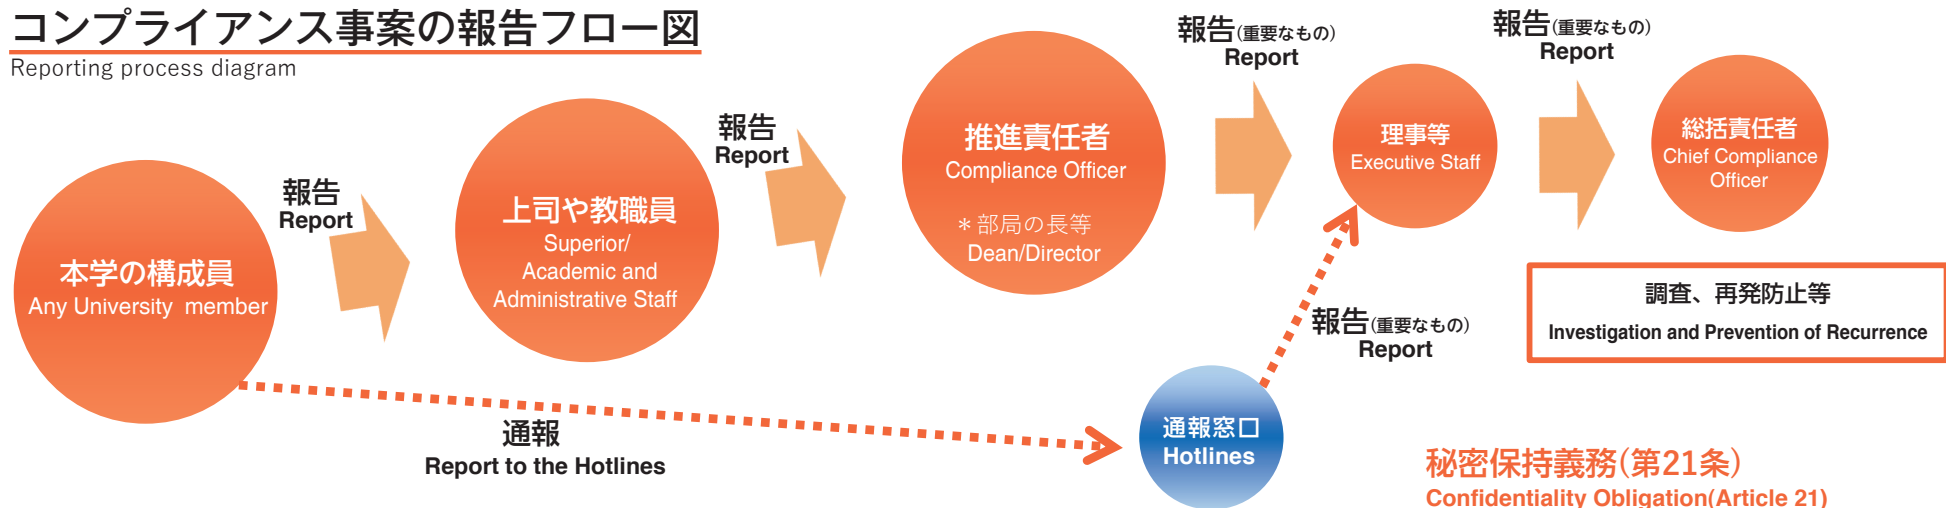 コンプライアンス事案の報告フロー図
Reporting process diagram
本学の構成員
Any University member
報告
Report
上司や教職員
Superior/
Academic and
Administrative Staff
報告
Report
推進責任者
Compliance Officer
＊部局の長等
Dean/Director
報告(重要なもの)
Report
理事等
Executive Staff
報告(重要なもの)
Report
総括責任者
Chief Compliance
Officer
調査、再発防止等
Investigation and Prevention of Recurrence
通報
Report to the Hotlines
通報窓口
Hotlines
報告(重要なもの)
Report
秘密保持義務(第21条)
Confidentiality Obligation(Article 21)